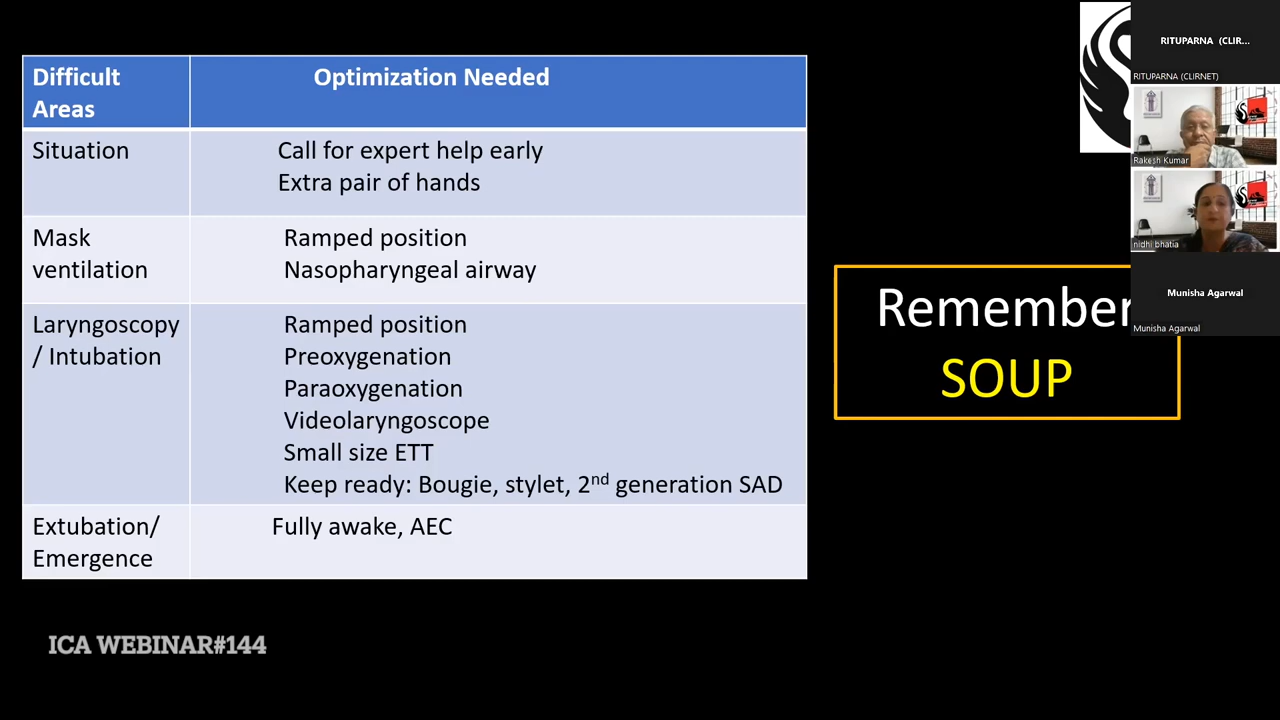 Difficult
Areas
Optimization Needed
Situation
Call for expert help early
Extra pair of hands
Mask
ventilation
Ramped position
Nasopharyngeal airway
Laryngoscopy
/ Intubation
Ramped position
Preoxygenation
Paraoxygenation
Videolaryngoscope
Small size ETT
Keep ready: Bougie, stylet, 2nd generation SAD
Extubation/
Emergence
Fully awake, AEC
Remember
SOUP
ICA WEBINAR#144
RITUPARNA (CLIR...
RITUPARNA (CLIRNET)
Rakesh Kumar
nidhi bhatia
Munisha Agarwal
Munisha Agarwal